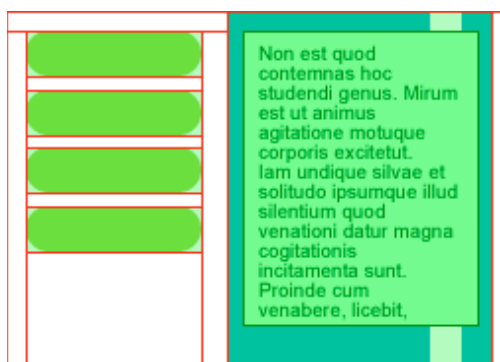 Non est quod
contemnas hoc
studendi genus. Mirum
est ut animus
agitatione motuque
corporis excitetut.
Iam undique silvae et
solitudo ipsumque illud
silentium quod
venationi datur magna
cogitationis
incitamenta sunt.
Proinde cum
venabere, licebit,